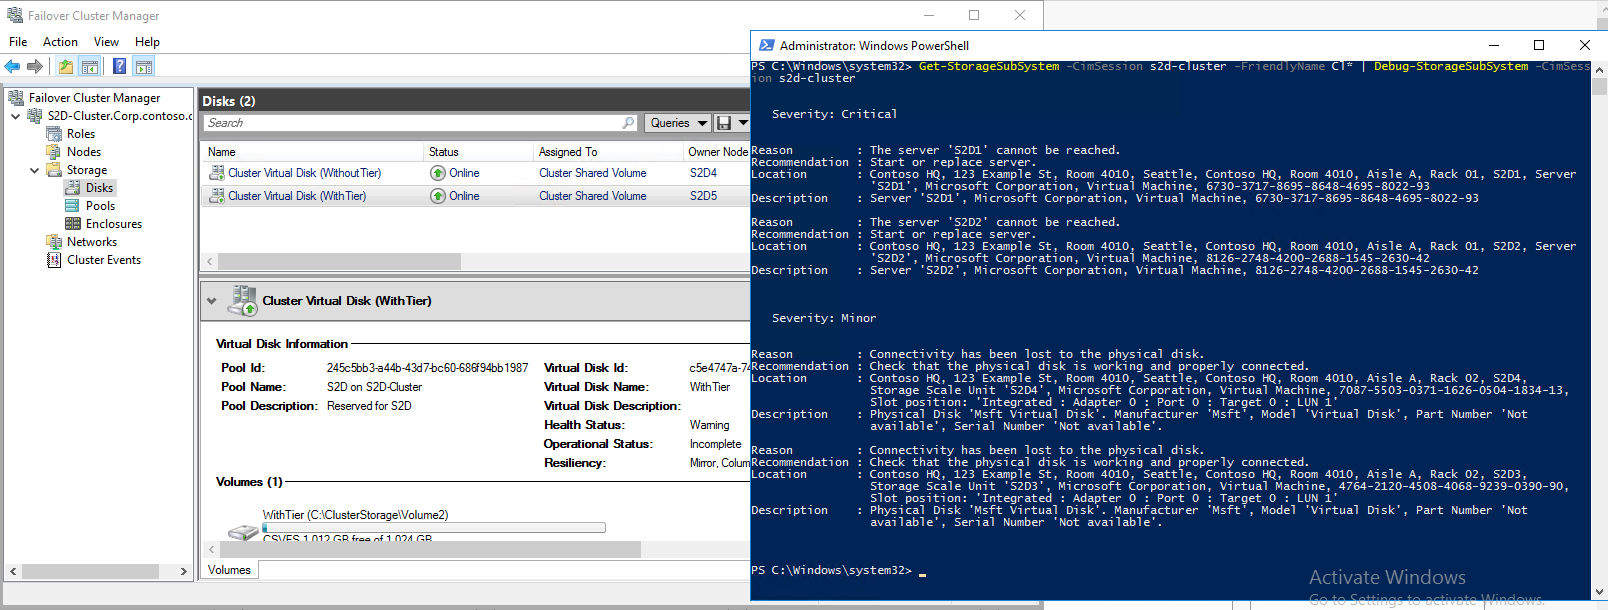 Failover Cluster Manager
File Action View Help
Failover Cluster Manager
S2D-Cluster.Corp.contoso.c
Roles
Nodes
Storage
Disks
Pools
Enclosures
Networks
Cluster Events
Disks (2)
Search
Queries
Name Status Assigned To Owner Node
Cluster Virtual Disk (WithoutTier) Online Cluster Shared Volume S2D4
Cluster Virtual Disk (WithTier) Online Cluster Shared Volume S2D5
Cluster Virtual Disk (WithTier)
Virtual Disk Information
Pool Id: 245c5bb3-a44b-43d7-bc60-686f94bb1987 Virtual Disk Id: c5e4747a-74
Pool Name: S2D on S2D-Cluster Virtual Disk Name: WithTier
Pool Description: Reserved for S2D Virtual Disk Description:
Health Status: Warning
Operational Status: Incomplete
Resiliency: Mirror, Colum
Volumes (1)
WithTier (C:\ClusterStorage\Volume2)
CSVFS 1,012 GB free of 1,024 GB
Volumes
Administrator: Windows PowerShell
PS C:\Windows\system32> Get-StorageSubSystem -CimSession s2d-cluster -FriendlyName Cl* | Debug-StorageSubSystem -CimSess
ion s2d-cluster
Severity: Critical
Reason : The server 'S2D1' cannot be reached.
Recommendation : Start or replace server.
Location : Contoso HQ, 123 Example St, Room 4010, Seattle, Contoso HQ, Room 4010, Aisle A, Rack 01, S2D1, Server
'S2D1', Microsoft Corporation, Virtual Machine, 6730-3717-8695-8648-4695-8022-93
Description : Server 'S2D1', Microsoft Corporation, Virtual Machine, 6730-3717-8695-8648-4695-8022-93
Reason : The server 'S2D2' cannot be reached.
Recommendation : Start or replace server.
Location : Contoso HQ, 123 Example St, Room 4010, Seattle, Contoso HQ, Room 4010, Aisle A, Rack 01, S2D2, Server
'S2D2', Microsoft Corporation, Virtual Machine, 8126-2748-4200-2688-1545-2630-42
Description : Server 'S2D2', Microsoft Corporation, Virtual Machine, 8126-2748-4200-2688-1545-2630-42
Severity: Minor
Reason : Connectivity has been lost to the physical disk.
Recommendation : Check that the physical disk is working and properly connected.
Location : Contoso HQ, 123 Example St, Room 4010, Seattle, Contoso HQ, Room 4010, Aisle A, Rack 02, S2D4,
Storage Scale Unit 'S2D4', Microsoft Corporation, Virtual Machine, 7087-5503-0371-1626-0504-1834-13,
Slot position: 'Integrated : Adapter 0 : Port 0 : Target 0 : LUN 1'
Description : Physical Disk 'Msft Virtual Disk'. Manufacturer 'Msft', Model 'Virtual Disk', Part Number 'Not
available', Serial Number 'Not available'.
Reason : Connectivity has been lost to the physical disk.
Recommendation : Check that the physical disk is working and properly connected.
Location : Contoso HQ, 123 Example St, Room 4010, Seattle, Contoso HQ, Room 4010, Aisle A, Rack 02, S2D3,
Storage Scale Unit 'S2D3', Microsoft Corporation, Virtual Machine, 4764-2120-4508-4068-9239-0390-90,
Slot position: 'Integrated : Adapter 0 : Port 0 : Target 0 : LUN 1'
Description : Physical Disk 'Msft Virtual Disk'. Manufacturer 'Msft', Model 'Virtual Disk', Part Number 'Not
available', Serial Number 'Not available'.
PS C:\Windows\system32> _
Activate Windows
Go to Settings to activate Windows.